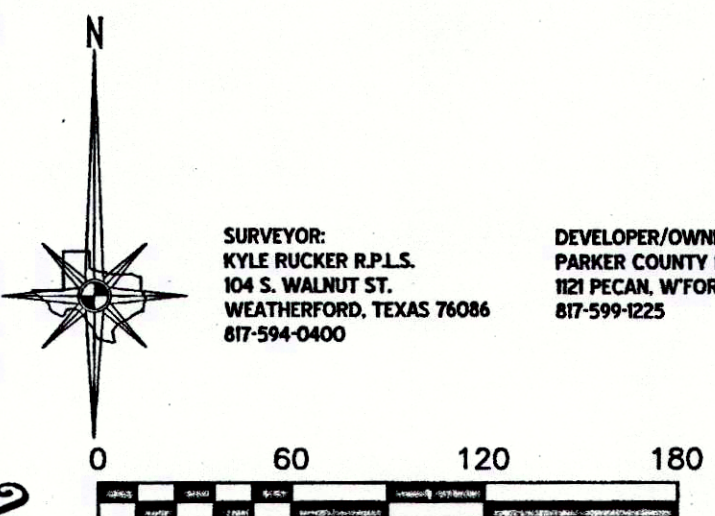 N
SURVEYOR:
KYLE RUCKER R.P.L.S.
104 S. WALNUT ST.
WEATHERFORD, TEXAS 76086
817-594-0400
DEVELOPER/OWN
PARKER COUNTY
1121 PECAN, W'FOR
817-599-1225
0 60 120 180